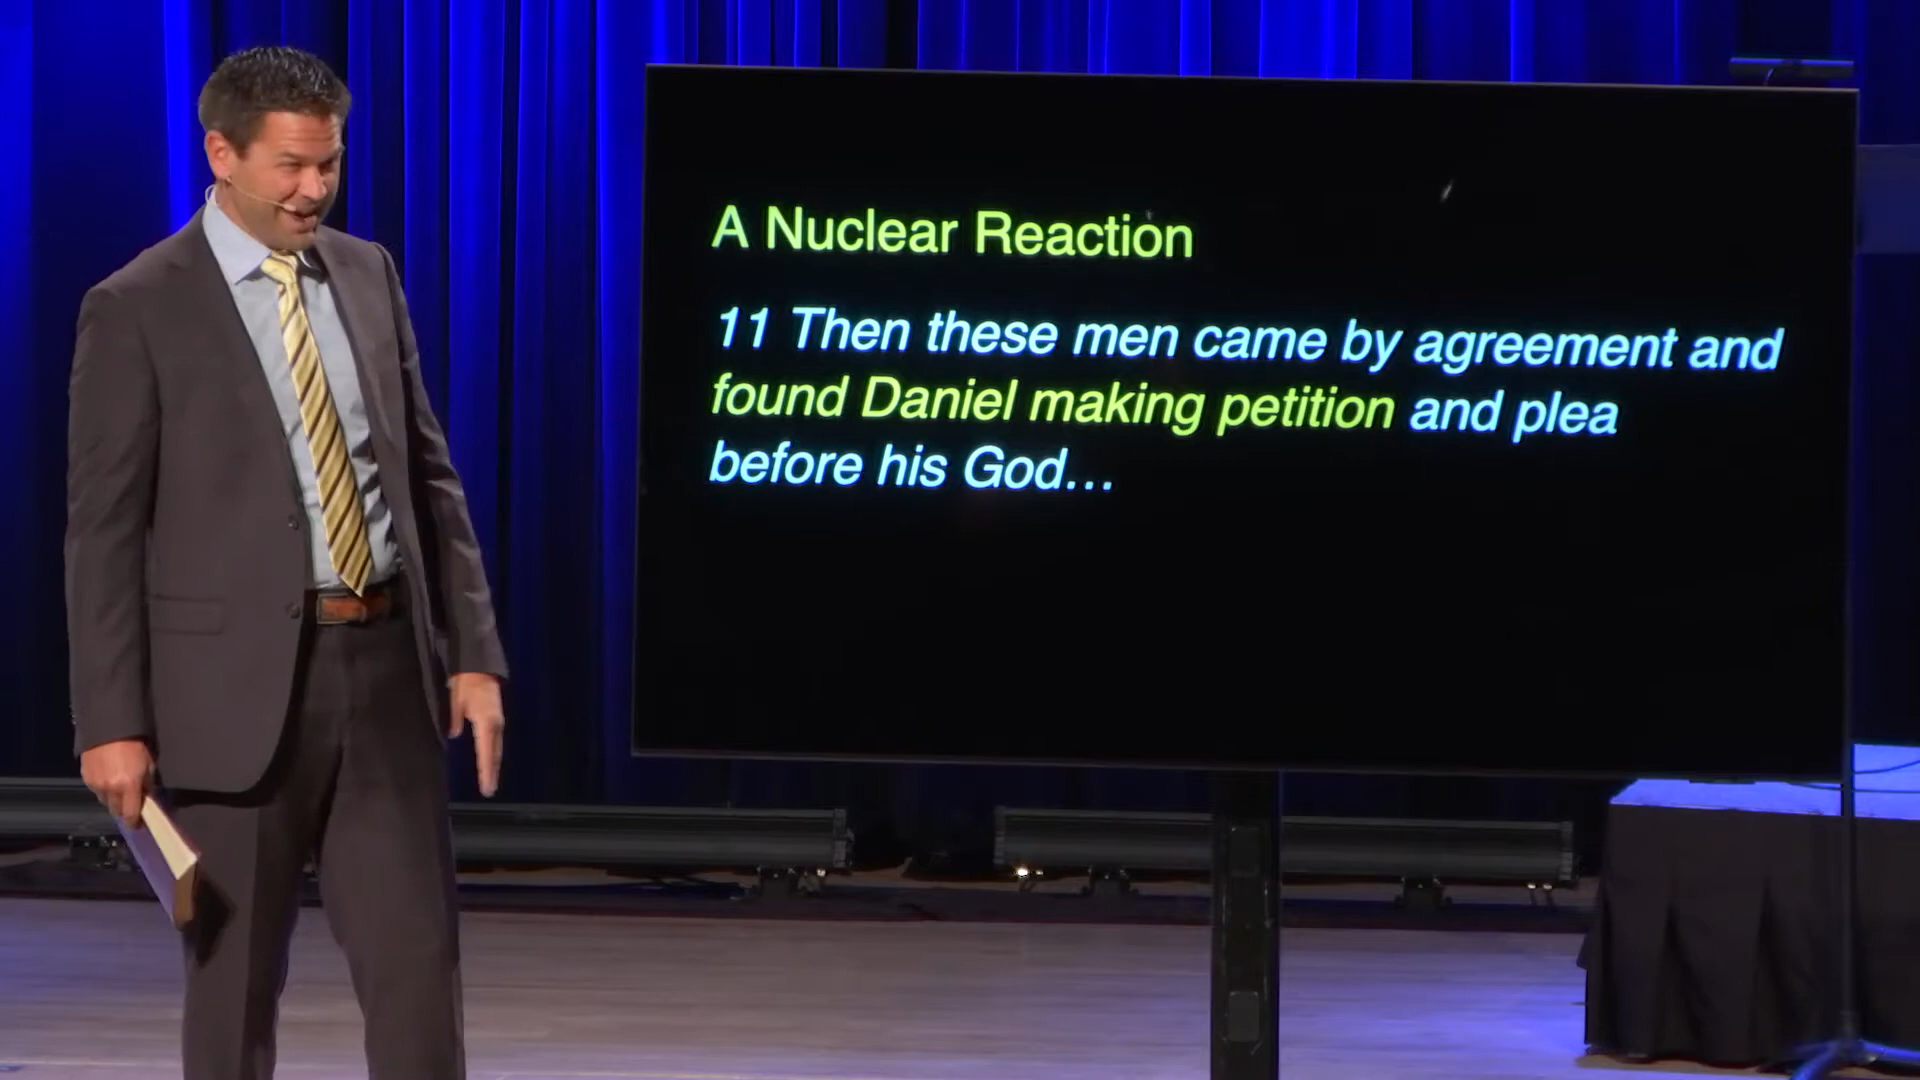 A Nuclear Reaction
11 Then these men came by agreement and
found Daniel making petition and plea
before his God…